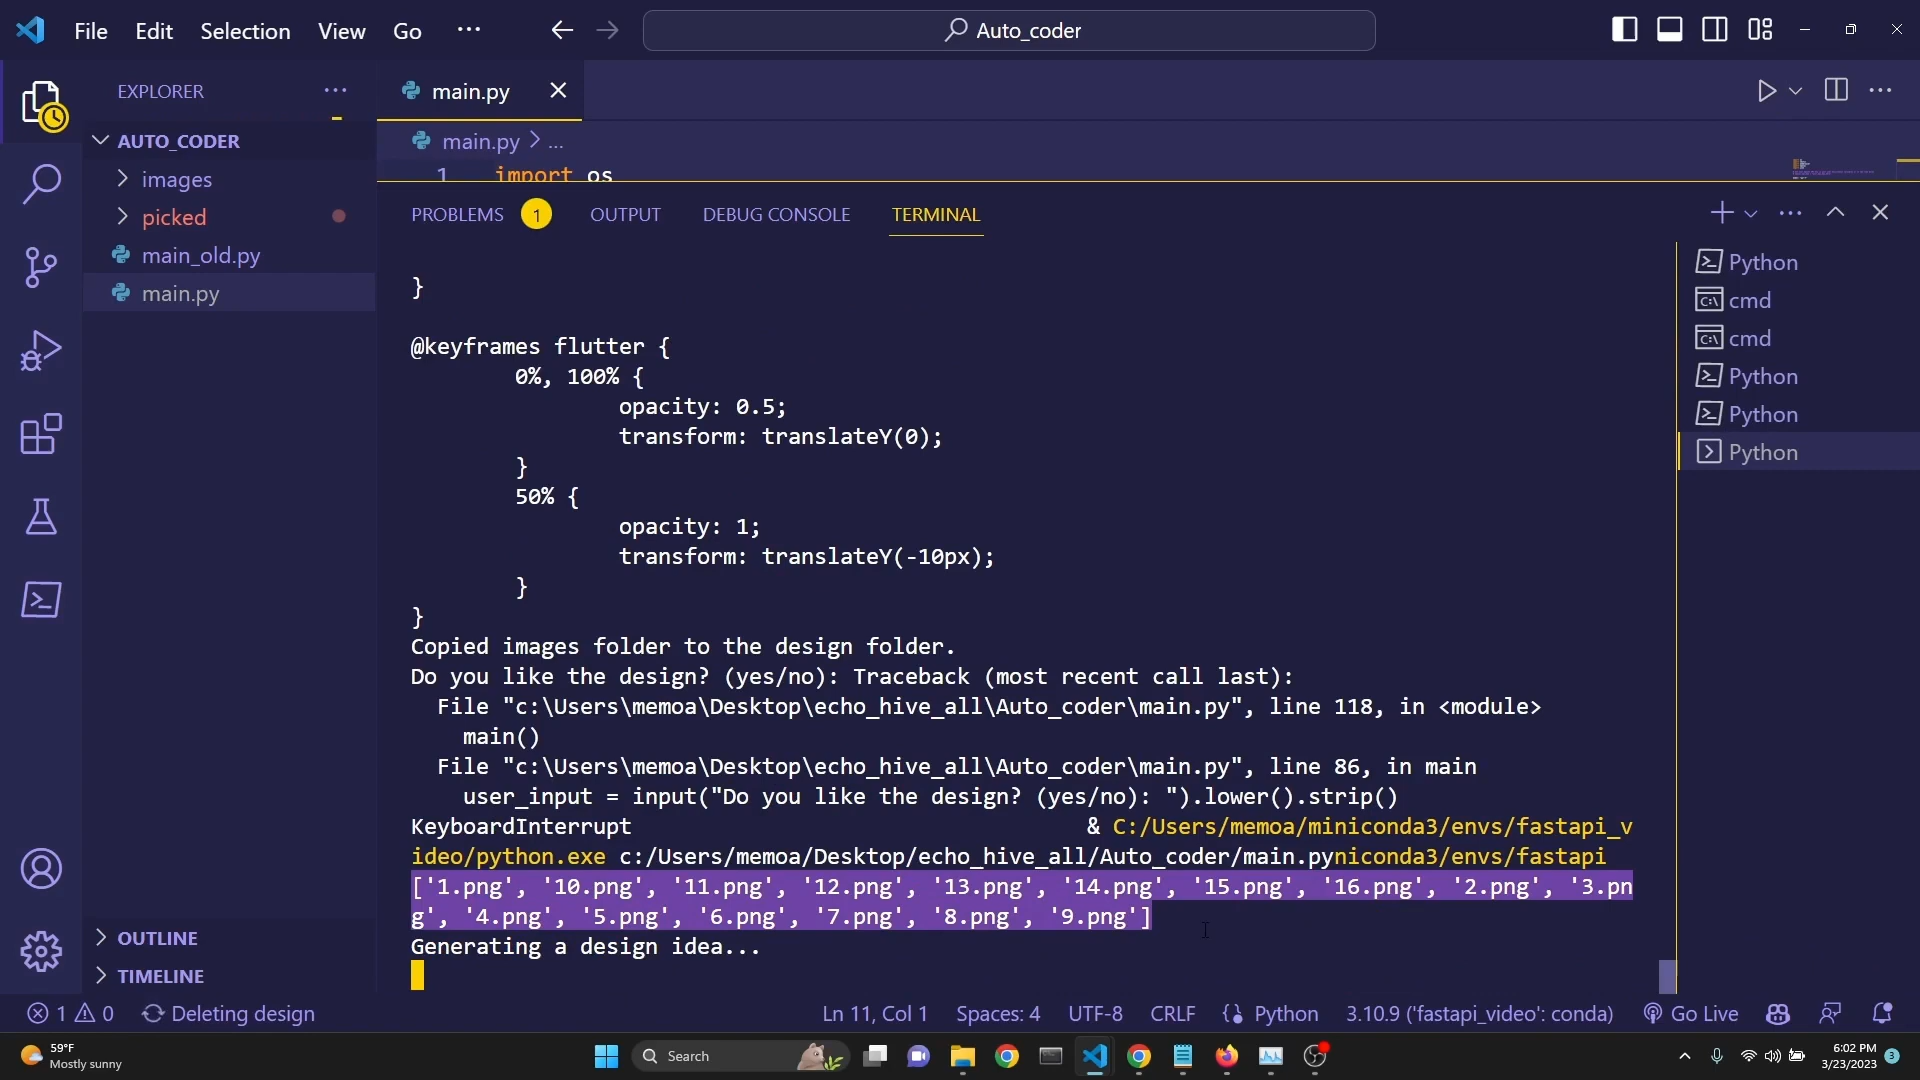 File Edit Selection View Go ··· Auto_coder
EXPLORER ···
main.py
AUTO_CODER
main.py > ...
images
1 import os
picked
main_old.py
main.py
PROBLEMS 1 OUTPUT DEBUG CONSOLE TERMINAL
}
@keyframes flutter {
0%, 100% {
opacity: 0.5;
transform: translateY(0);
}
50% {
opacity: 1;
transform: translateY(-10px);
}
}
Copied images folder to the design folder.
Do you like the design? (yes/no): Traceback (most recent call last):
File "c:\Users\memoa\Desktop\echo_hive_all\Auto_coder\main.py", line 118, in <module>
main()
File "c:\Users\memoa\Desktop\echo_hive_all\Auto_coder\main.py", line 86, in main
user_input = input("Do you like the design? (yes/no): ").lower().strip()
KeyboardInterrupt & C:/Users/memoa/miniconda3/envs/fastapi_v
ideo/python.exe c:/Users/memoa/Desktop/echo_hive_all/Auto_coder/main.pyniconda3/envs/fastapi
['1.png', '10.png', '11.png', '12.png', '13.png', '14.png', '15.png', '16.png', '2.png', '3.pn
g', '4.png', '5.png', '6.png', '7.png', '8.png', '9.png']
Generating a design idea...
Python
cmd
cmd
Python
Python
Python
OUTLINE
TIMELINE
1 0 Deleting design Ln 11, Col 1 Spaces: 4 UTF-8 CRLF Python 3.10.9 ('fastapi_video': conda) Go Live
59°F
Mostly sunny
Search
6:02 PM
3/23/2023
3